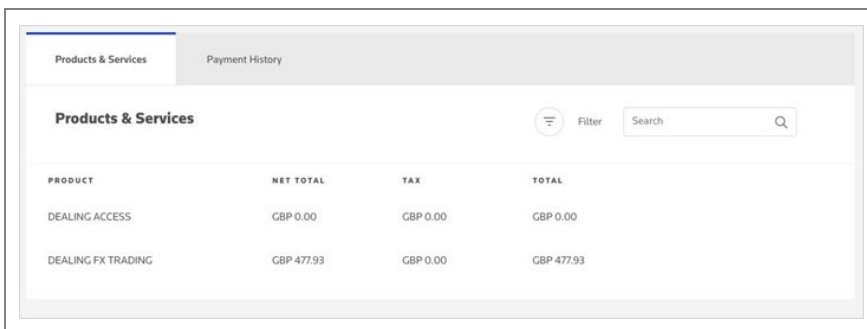 Products & Services Payment History
Products & Services Filter Search
PRODUCT NET TOTAL TAX TOTAL
DEALING ACCESS GBP 0.00 GBP 0.00 GBP 0.00
DEALING FX TRADING GBP 477.93 GBP 0.00 GBP 477.93